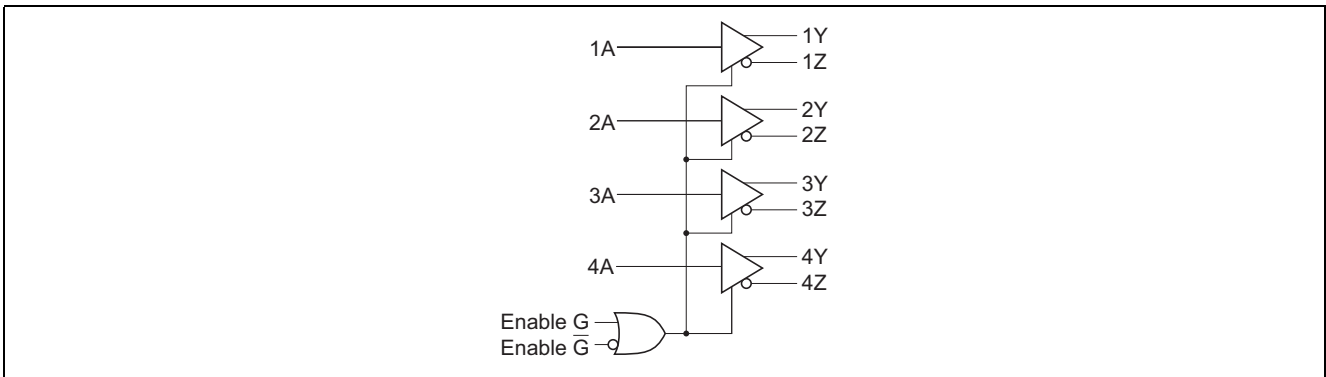 1A
1Y
1Z
2A
2Y
2Z
3A
3Y
3Z
4A
4Y
4Z
Enable G
Enable G̅